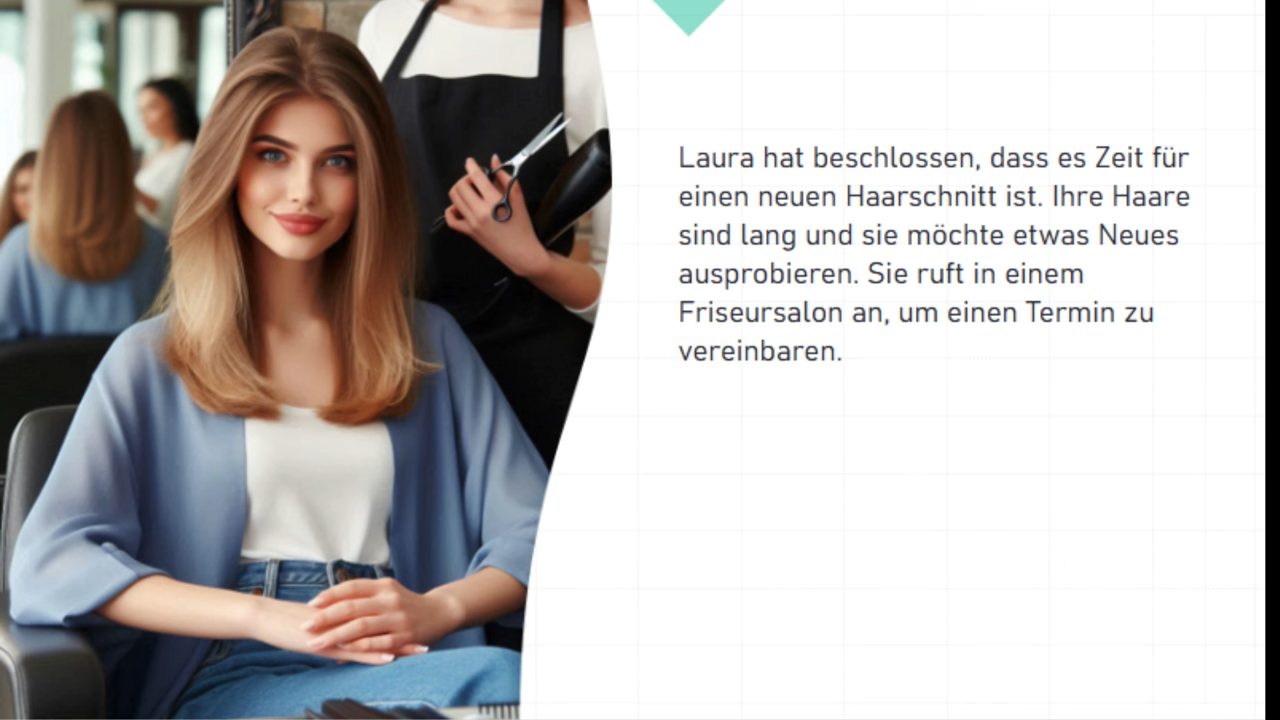 Laura hat beschlossen, dass es Zeit für
einen neuen Haarschnitt ist. Ihre Haare
sind lang und sie möchte etwas Neues
ausprobieren. Sie ruft in einem
Friseursalon an, um einen Termin zu
vereinbaren.